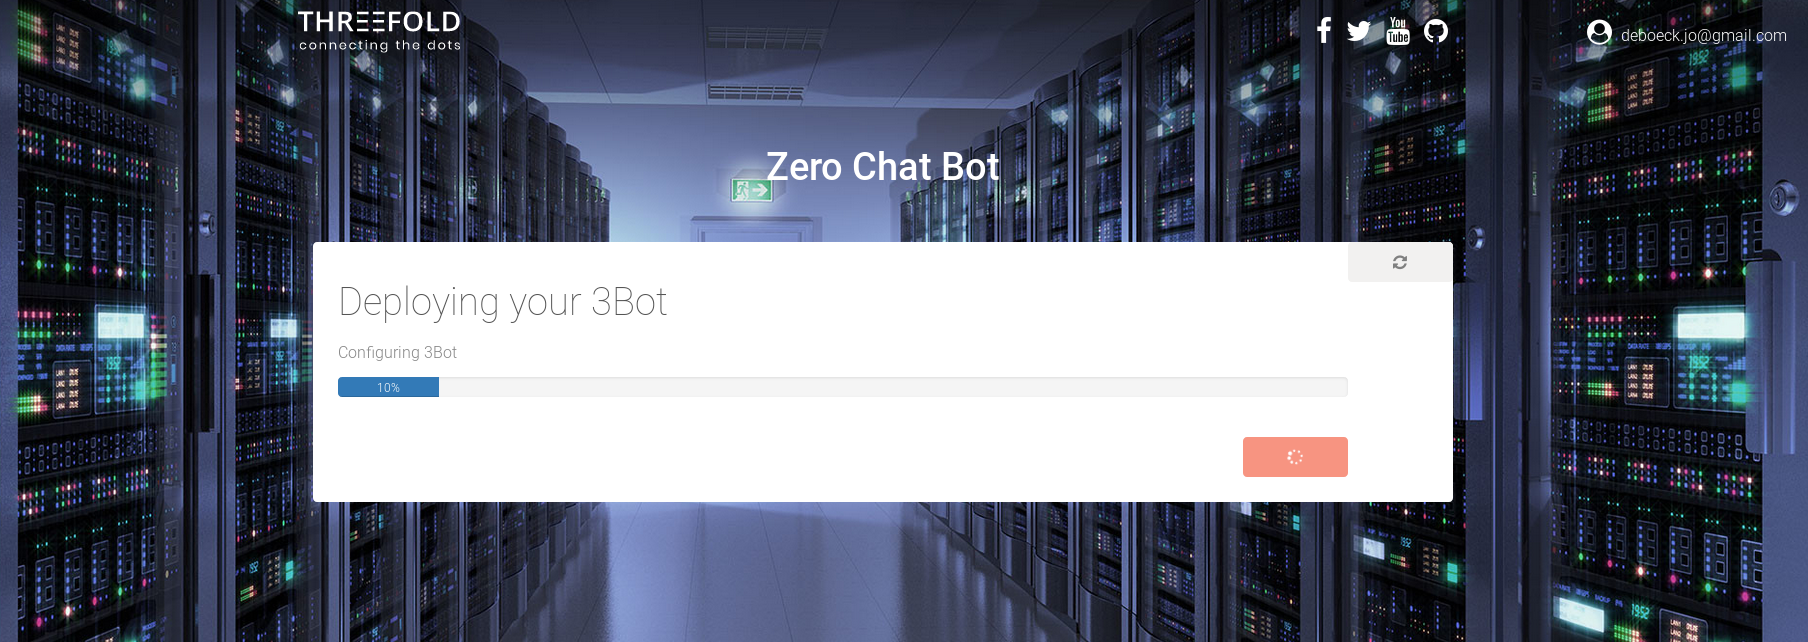 THREEFOLD
connecting the dots
You
Tube
deboeck.jo@gmail.com
Zero Chat Bot
Deploying your 3Bot
Configuring 3Bot
10%